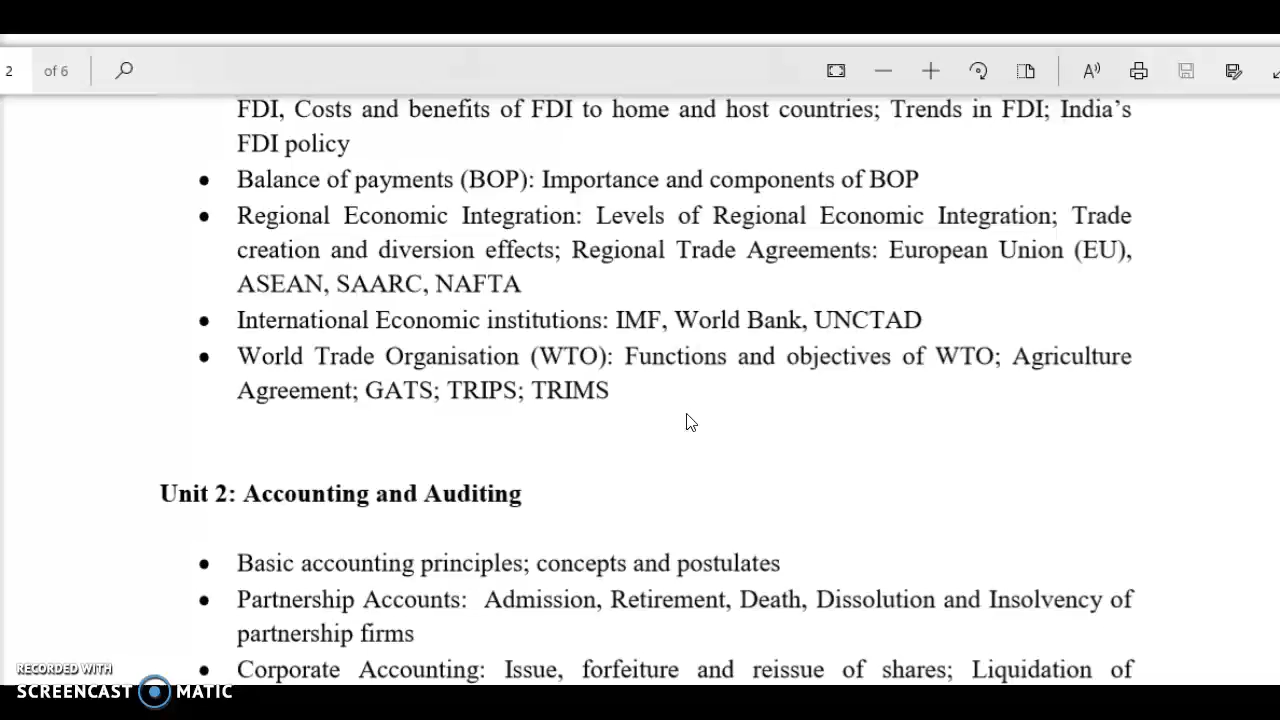 2 of 6
FDI, Costs and benefits of FDI to home and host countries; Trends in FDI; India’s
FDI policy
• Balance of payments (BOP): Importance and components of BOP
• Regional Economic Integration: Levels of Regional Economic Integration; Trade
creation and diversion effects; Regional Trade Agreements: European Union (EU),
ASEAN, SAARC, NAFTA
• International Economic institutions: IMF, World Bank, UNCTAD
• World Trade Organisation (WTO): Functions and objectives of WTO; Agriculture
Agreement; GATS; TRIPS; TRIMS
Unit 2: Accounting and Auditing
• Basic accounting principles; concepts and postulates
• Partnership Accounts: Admission, Retirement, Death, Dissolution and Insolvency of
partnership firms
• Corporate Accounting: Issue, forfeiture and reissue of shares; Liquidation of
RECORDED WITH
SCREENCAST MATIC